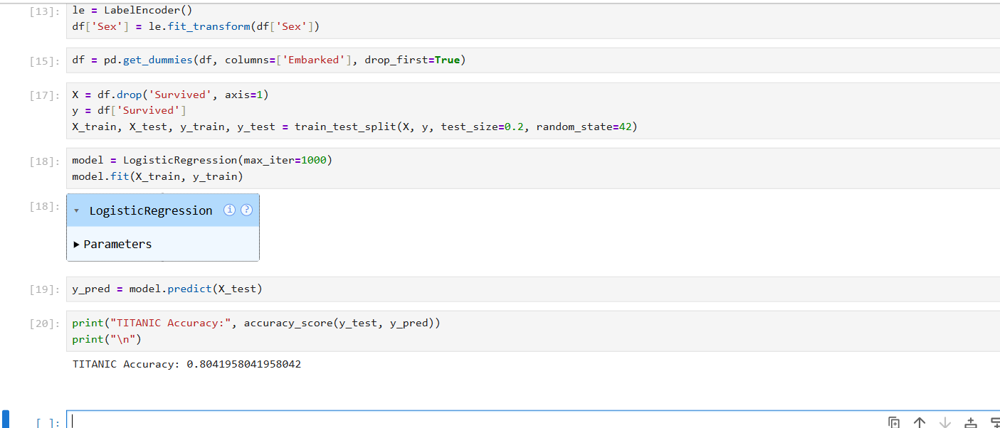 [13]: le = LabelEncoder()
df['Sex'] = le.fit_transform(df['Sex'])
[15]: df = pd.get_dummies(df, columns=['Embarked'], drop_first=True)
[17]: X = df.drop('Survived', axis=1)
y = df['Survived']
X_train, X_test, y_train, y_test = train_test_split(X, y, test_size=0.2, random_state=42)
[18]: model = LogisticRegression(max_iter=1000)
model.fit(X_train, y_train)
[18]: ▾ LogisticRegression i ?
▸ Parameters
[19]: y_pred = model.predict(X_test)
[20]: print("TITANIC Accuracy:", accuracy_score(y_test, y_pred))
print("\n")
TITANIC Accuracy: 0.8041958041958042
[ ]: